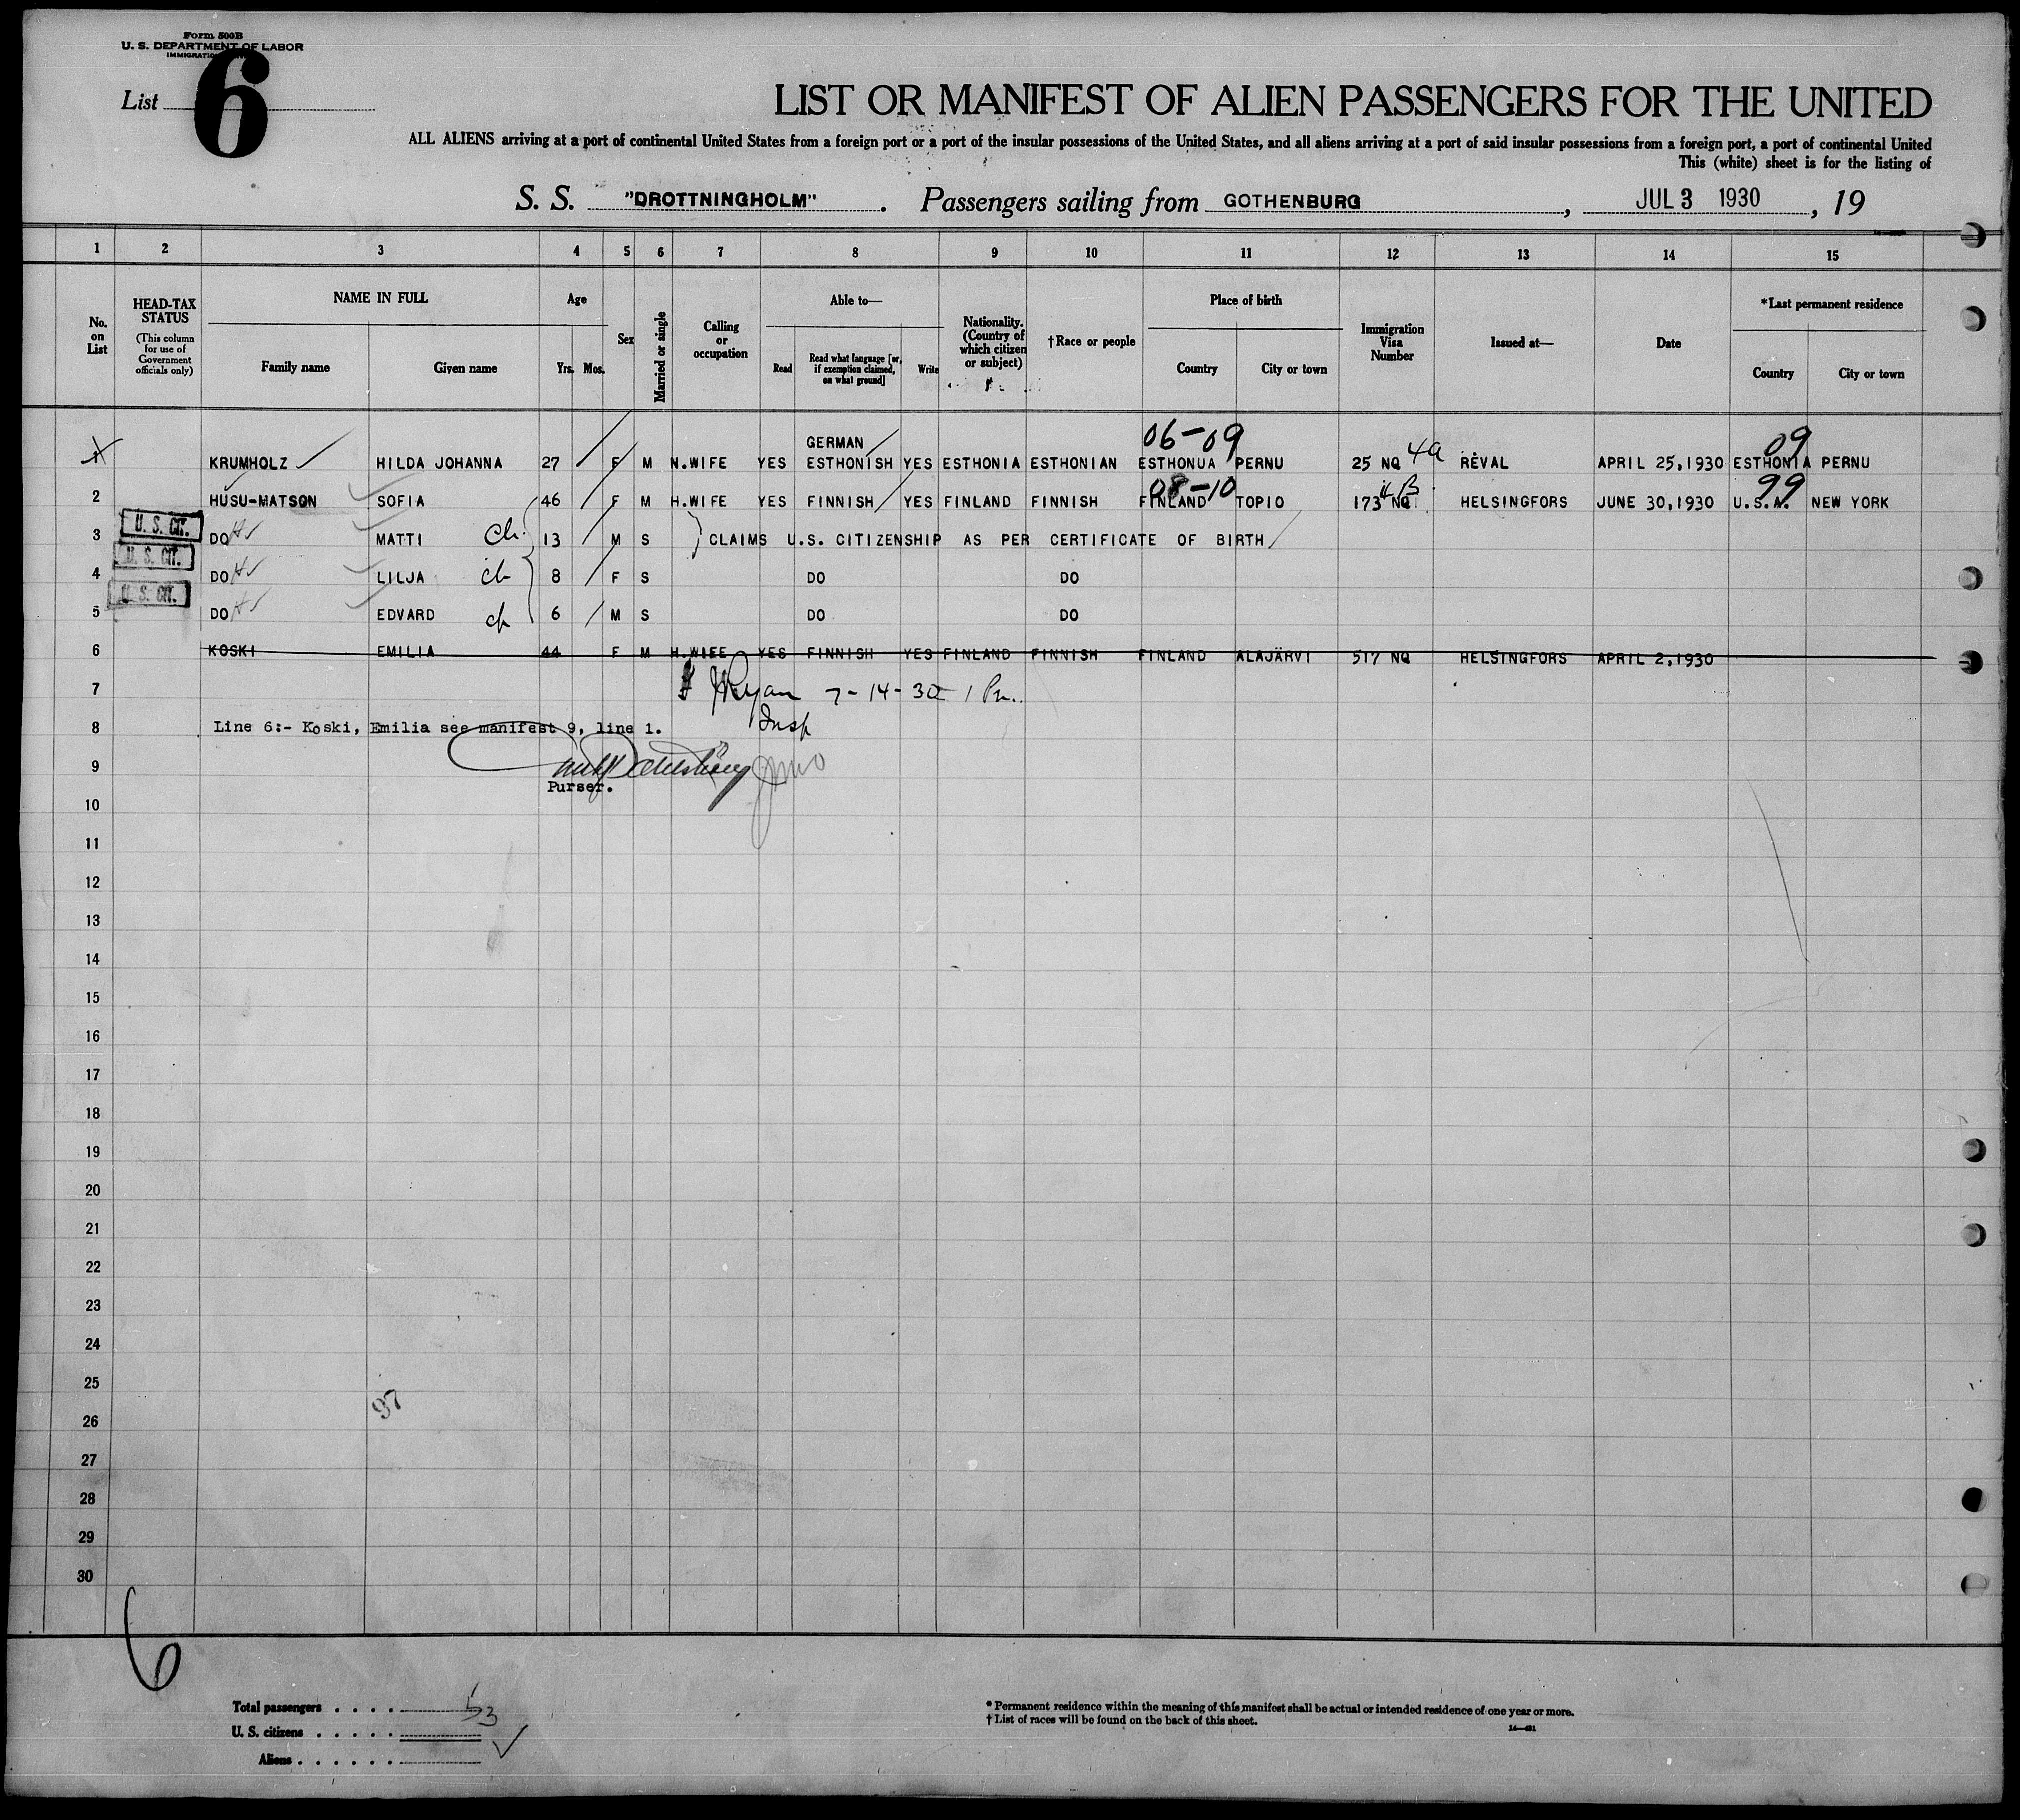 Form 500B
U. S. DEPARTMENT OF LABOR
List 6
LIST OR MANIFEST OF ALIEN PASSENGERS FOR THE UNITED
ALL ALIENS arriving at a port of continental United States from a foreign port or a port of the insular possessions of the United States, and all aliens arriving at a port of said insular possessions from a foreign port, a port of continental United
This (white) sheet is for the listing of
S. S. "DROTTNINGHOLM". Passengers sailing from GOTHENBURG, JUL 3 1930, 19
1 2 3 4 5 6 7 8 9 10 11 12 13 14 15
No. on List
HEAD-TAX STATUS
(This column for use of Government officials only)
NAME IN FULL
Family name Given name
Age
Yrs. Mos.
Sex
Married or single
Calling or occupation
Able to—
Read Read what language [or, if exemption claimed, on what ground] Write
Nationality. (Country of which citizen or subject)
†Race or people
Place of birth
Country City or town
Immigration Visa Number
Issued at—
Date
*Last permanent residence
Country City or town
GERMAN 06-09 4a 09
1 KRUMHOLZ HILDA JOHANNA 27 F M N.WIFE YES ESTHONISH YES ESTHONIA ESTHONIAN ESTHONUA PERNU 25 NQ REVAL APRIL 25,1930 ESTHONIA PERNU
08-10 4B 99
2 HUSU-MATSON SOFIA 46 F M H.WIFE YES FINNISH YES FINLAND FINNISH FINLAND TOPIO 173 NQ HELSINGFORS JUNE 30,1930 U.S.A. NEW YORK
U. S. CIT.
3 DO MATTI ch 13 M S CLAIMS U.S. CITIZENSHIP AS PER CERTIFICATE OF BIRTH
U. S. CIT.
4 DO LILJA ch 8 F S DO DO
U. S. CIT.
5 DO EDVARD ch 6 M S DO DO
6 KOSKI EMILIA 44 F M H.WIFE YES FINNISH YES FINLAND FINNISH FINLAND ALAJÄRVI 517 NQ HELSINGFORS APRIL 2,1930
7 Ryan 7-14-30
Insp
8 Line 6:- Koski, Emilia see manifest 9, line 1.
9
Purser.
10
11
12
13
14
15
16
17
18
19
20
21
22
23
24
25
97
26
27
28
29
30
6
Total passengers . . . . 5
3
U. S. citizens . . . . .
Aliens . . . . . .
* Permanent residence within the meaning of this manifest shall be actual or intended residence of one year or more.
† List of races will be found on the back of this sheet.